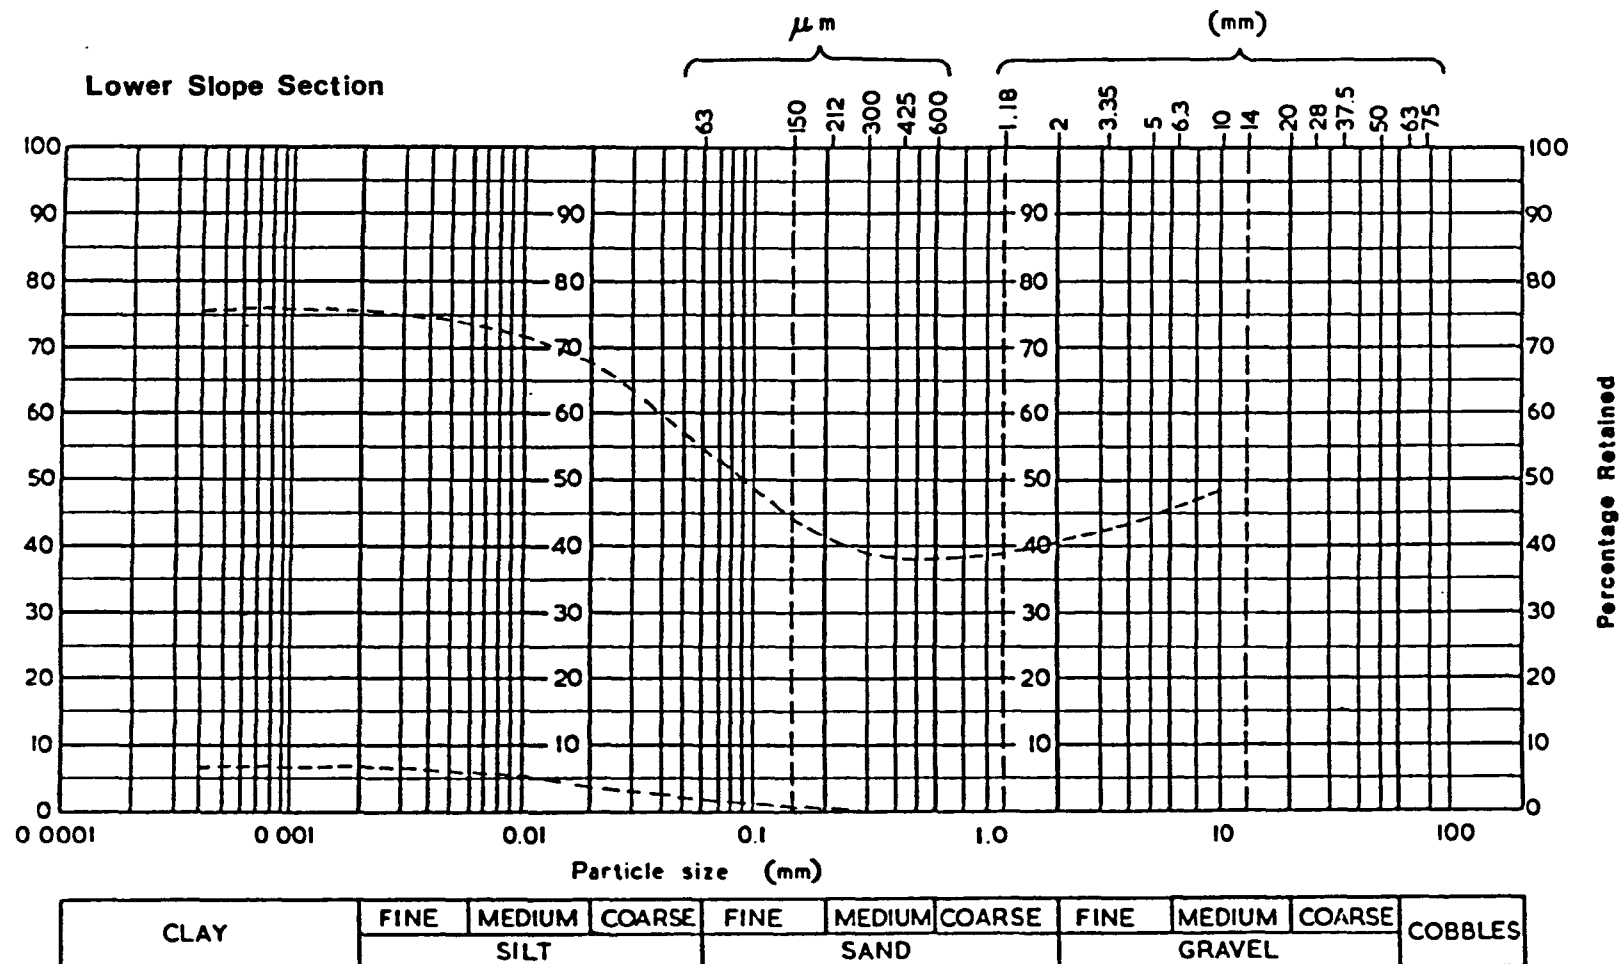 μm (mm)
Lower Slope Section
63 150 212 300 425 600 1.18 2 3.35 5 6.3 10 14 20 28 37.5 50 63 75
100 100
90 90 90 90
80 80 80 80
70 70 70 70
60 60 60 60
50 50 50 50
40 40 40 40
30 30 30 30
20 20 20 20
10 10 10 10
0 0
Percentage Retained
0 0001 0 001 0.01 0.1 1.0 10 100
Particle size (mm)
CLAY FINE MEDIUM COARSE FINE MEDIUM COARSE FINE MEDIUM COARSE COBBLES
SILT SAND GRAVEL